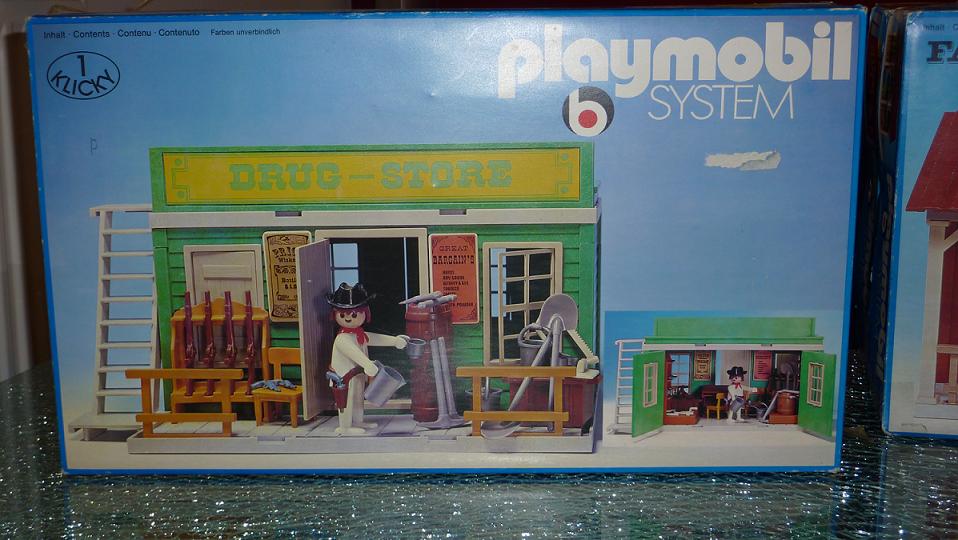 Inhalt · Contents · Contenu · Contenuto Farben unverbindlich
1
KLICKY
playmobil
SYSTEM
p
DRUG — STORE
GREAT
BARGAIN'S
FA